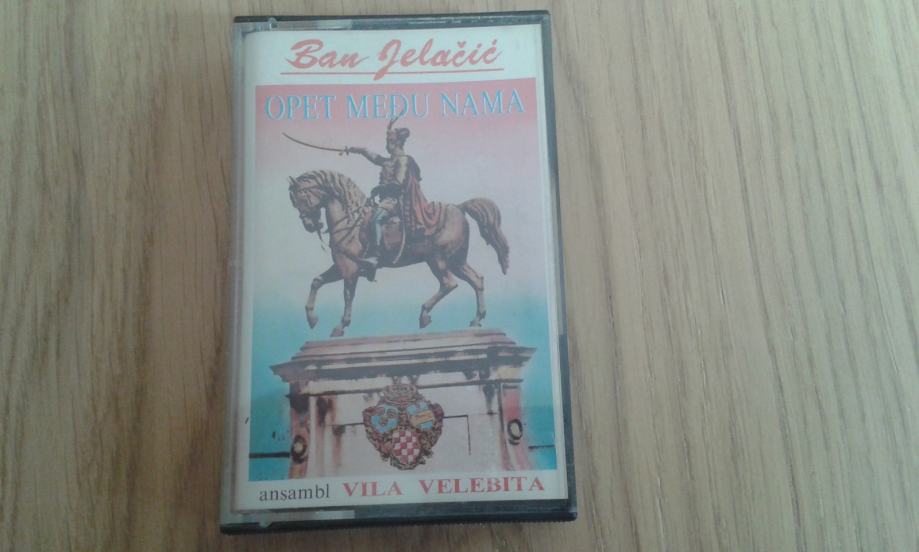 Ban Jelačić
OPET MEĐU NAMA
ansambl VILA VELEBITA